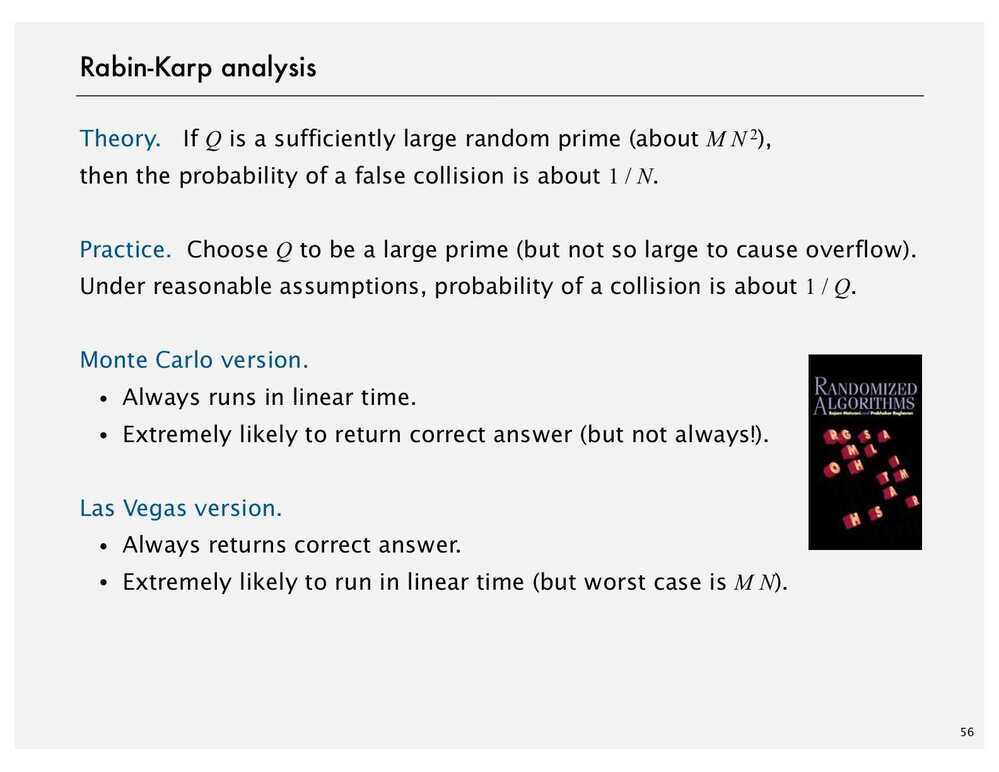 Rabin-Karp analysis
Theory. If Q is a sufficiently large random prime (about M N²),
then the probability of a false collision is about 1 / N.
Practice. Choose Q to be a large prime (but not so large to cause overflow).
Under reasonable assumptions, probability of a collision is about 1 / Q.
Monte Carlo version.
• Always runs in linear time.
• Extremely likely to return correct answer (but not always!).
RANDOMIZED
ALGORITHMS
Rajeev Motwani and Prabhakar Raghavan
Las Vegas version.
• Always returns correct answer.
• Extremely likely to run in linear time (but worst case is M N).
56